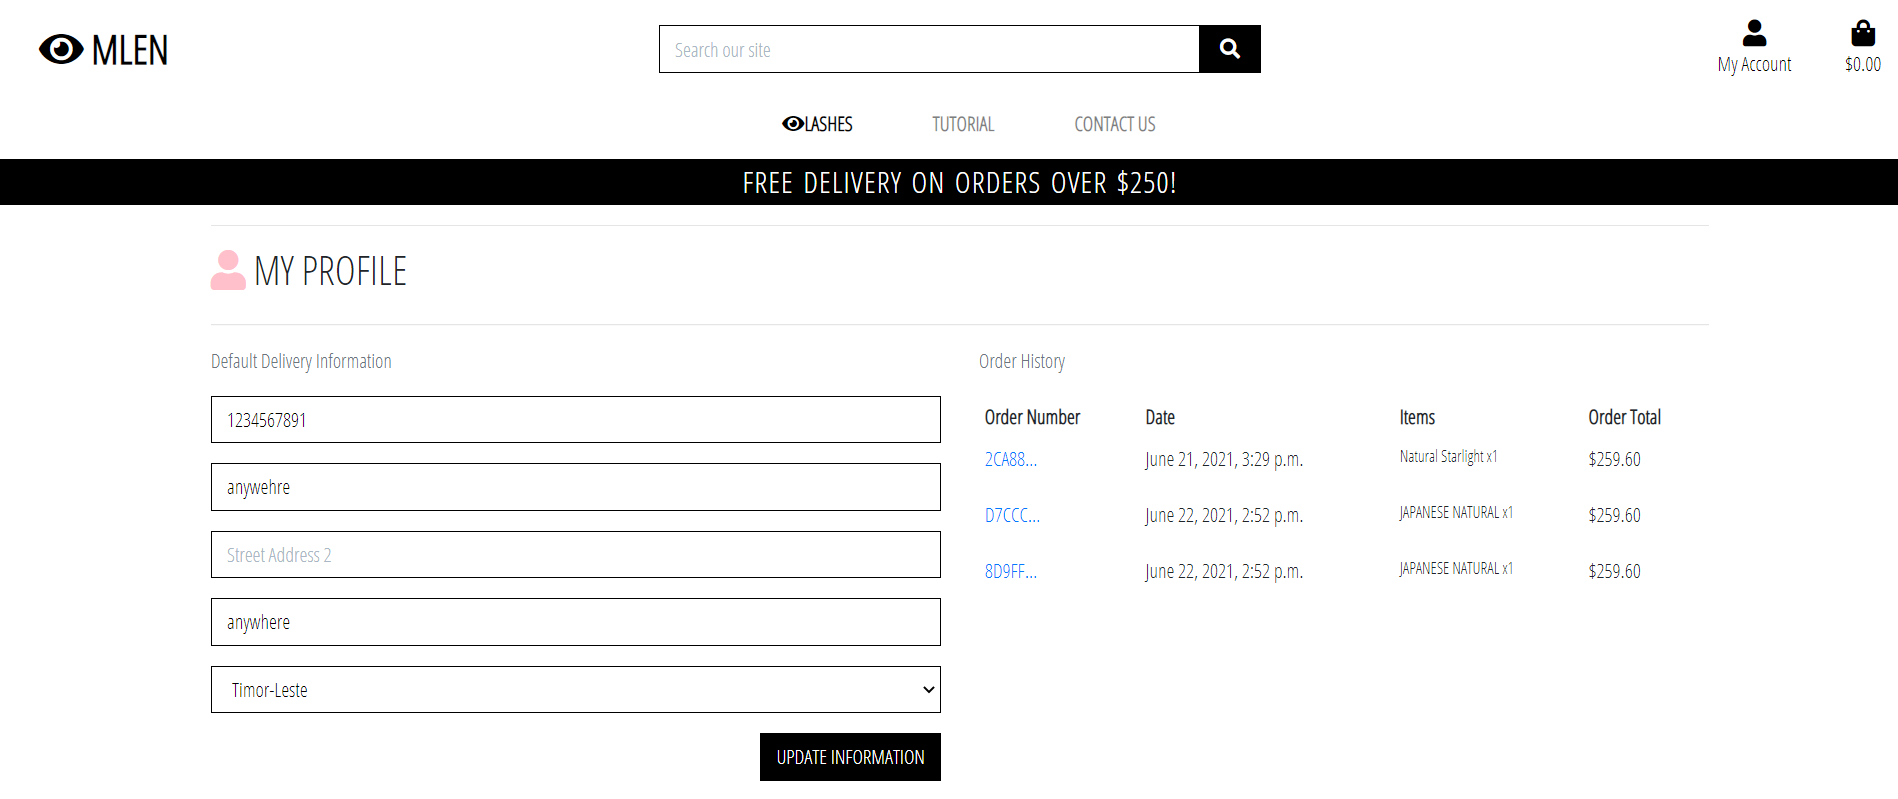 MLEN
Search our site
My Account
$0.00
LASHES
TUTORIAL
CONTACT US
FREE DELIVERY ON ORDERS OVER $250!
MY PROFILE
Default Delivery Information
1234567891
anywehre
Street Address 2
anywhere
Timor-Leste
UPDATE INFORMATION
Order History
Order Number Date Items Order Total
2CA88... June 21, 2021, 3:29 p.m. Natural Starlight x1 $259.60
D7CCC... June 22, 2021, 2:52 p.m. JAPANESE NATURAL x1 $259.60
8D9FF... June 22, 2021, 2:52 p.m. JAPANESE NATURAL x1 $259.60